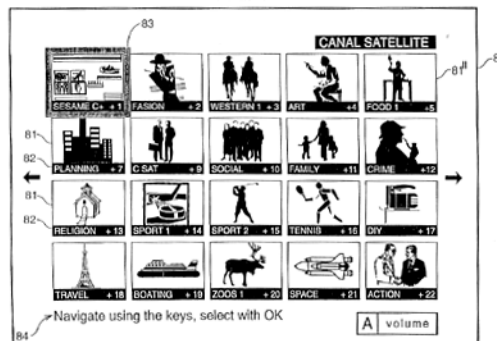 83
CANAL SATELLITE
8
81"
SESAME C+ +1 FASION +2 WESTERN 1 +3 ART +4 FOOD 1 +5
81
82
PLANNING +7 C SAT +9 SOCIAL +10 FAMILY +11 CRIME +12
81
82
RELIGION +13 SPORT 1 +14 SPORT 2 +15 TENNIS +16 DIY +17
TRAVEL +18 BOATING +19 ZOOS 1 +20 SPACE +21 ACTION +22
84
Navigate using the keys, select with OK
A volume